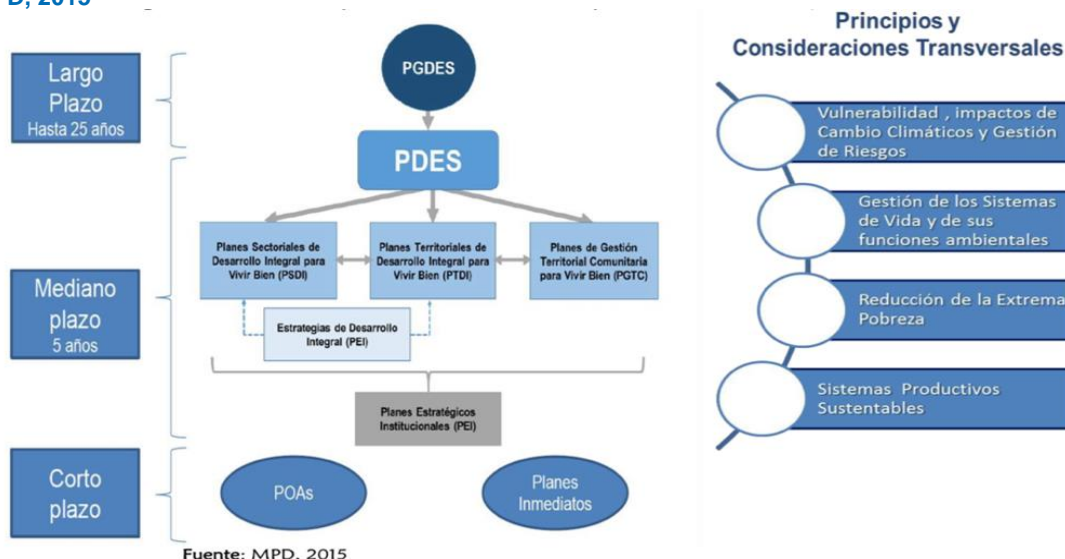 D, 2015
Largo
Plazo
Hasta 25 años
PGDES
PDES
Planes Sectoriales de
Desarrollo Integral para
Vivir Bien (PSDI)
Planes Territoriales de
Desarrollo Integral para
Vivir Bien (PTDI)
Planes de Gestión
Territorial Comunitaria
para Vivir Bien (PGTC)
Mediano
plazo
5 años
Estrategias de Desarrollo
Integral (PEI)
Planes Estratégicos
Institucionales (PEI)
Corto
plazo
POAs
Planes
Inmediatos
Fuente: MPD, 2015
Principios y
Consideraciones Transversales
Vulnerabilidad , impactos de
Cambio Climáticos y Gestión
de Riesgos
Gestión de los Sistemas
de Vida y de sus
funciones ambientales
Reducción de la Extrema
Pobreza
Sistemas Productivos
Sustentables